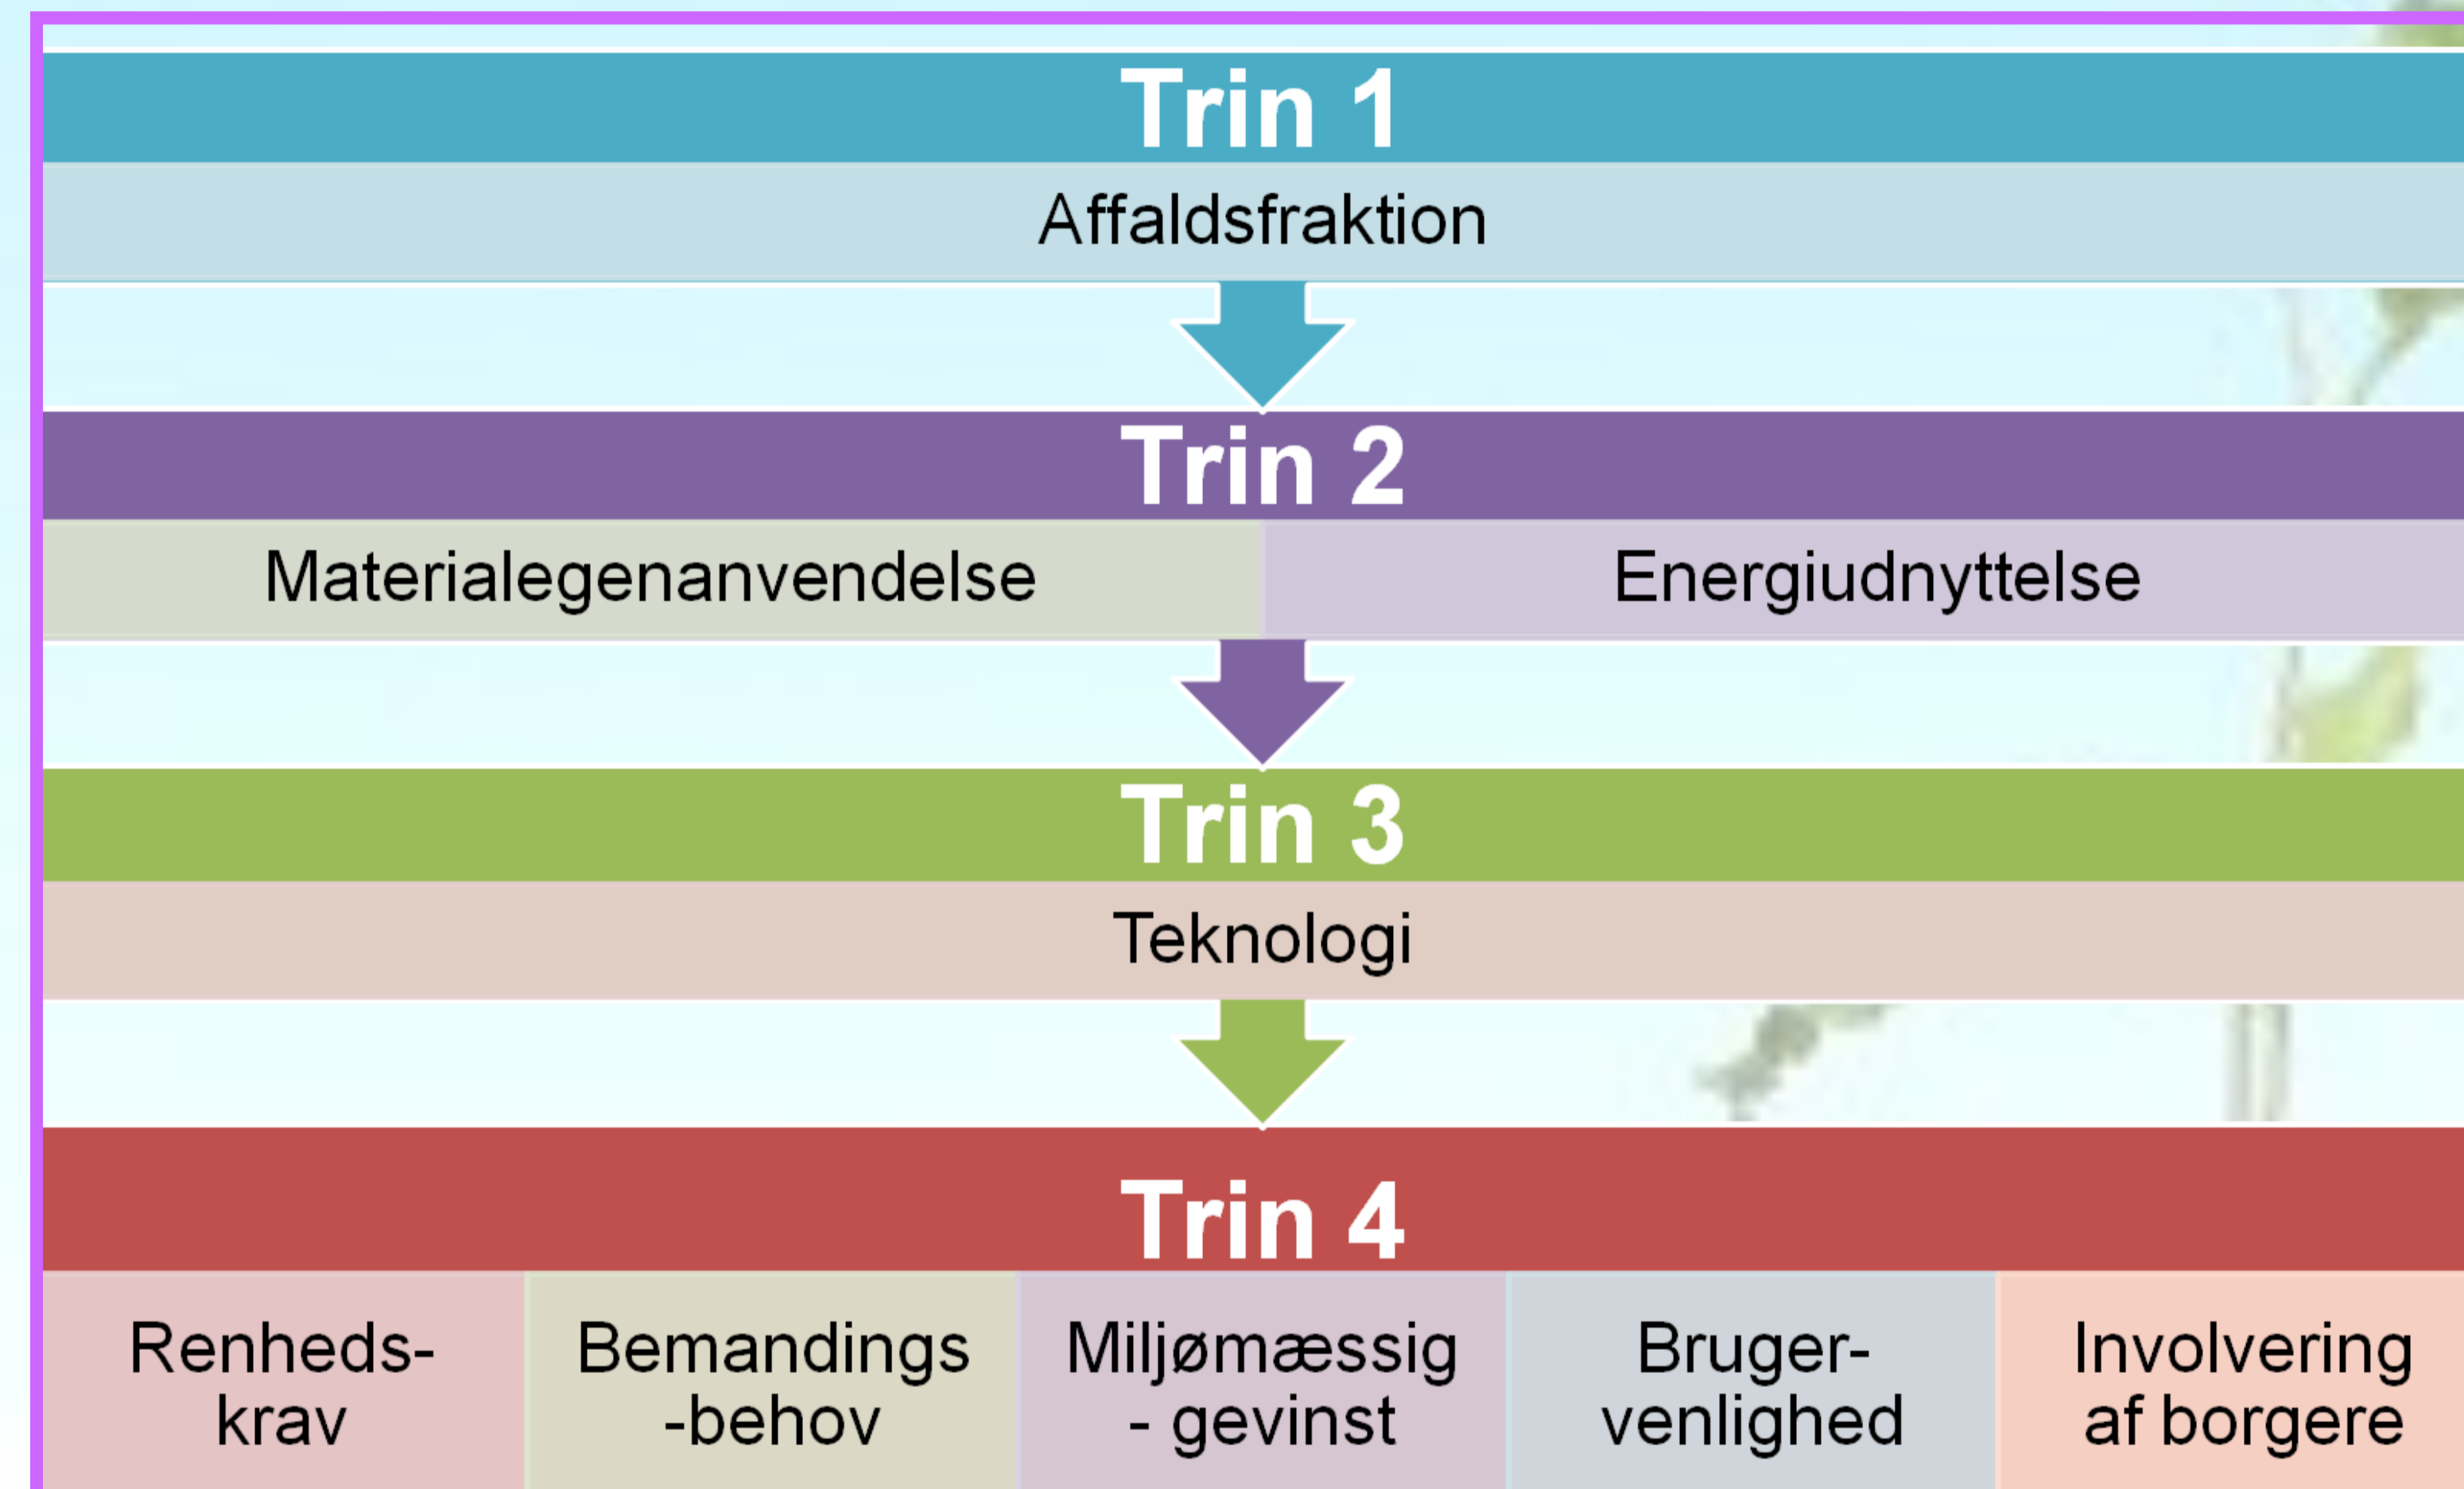 Trin 1
Affaldsfraktion
Trin 2
Materialegenanvendelse
Energiudnyttelse
Trin 3
Teknologi
Trin 4
Renheds-
krav
Bemandings
-behov
Miljømæssig
- gevinst
Bruger-
venlighed
Involvering
af borgere